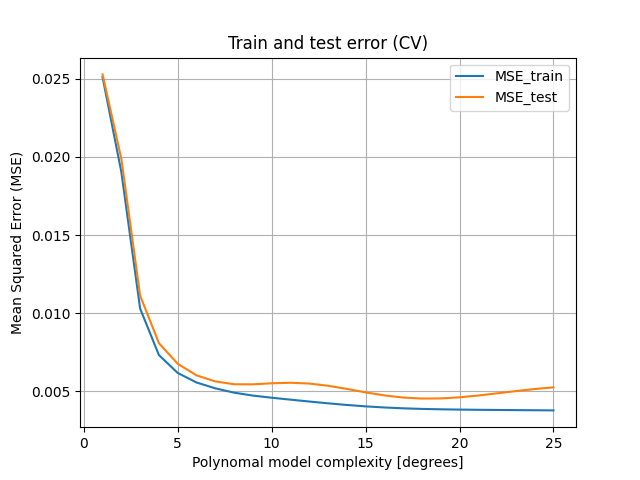 Train and test error (CV)
MSE_train
MSE_test
0.025
0.020
0.015
0.010
0.005
Mean Squared Error (MSE)
0
5
10
15
20
25
Polynomal model complexity [degrees]